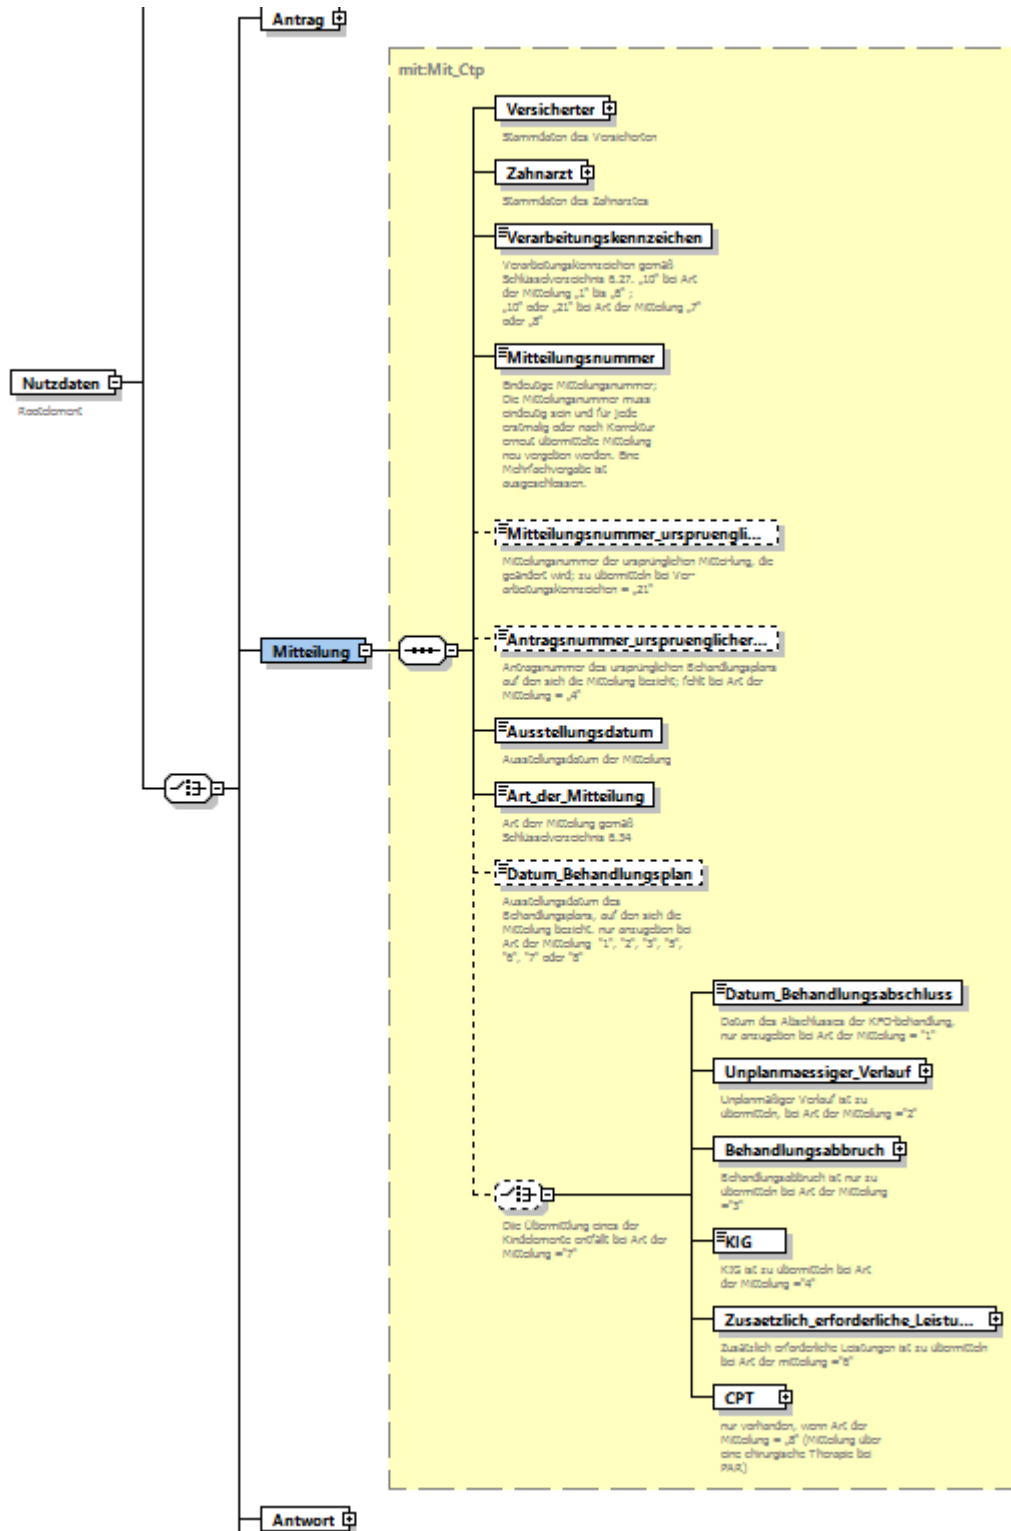 Antrag
mit:Mit_Ctp
Versicherter
Stammdaten des Versicherten
Zahnarzt
Stammdaten des Zahnarztes
Verarbeitungskennzeichen
Verarbeitungskennzeichen gemäß
Schlüsselverzeichnis 6.27. „10" bei Art
der Mitteilung „1" bis „6" ;
„10" oder „21" bei Art der Mitteilung „7"
oder „8"
Mitteilungsnummer
Eindeutige Mitteilungsnummer;
Die Mitteilungsnummer muss
eindeutig sein und für jede
erstmalig oder nach Korrektur
erneut übermittelte Mitteilung
neu vergeben werden. Eine
Mehrfachvergabe ist
ausgeschlossen.
Nutzdaten
Rootelement
Mitteilungsnummer_urspruengli...
Mitteilungsnummer der ursprünglichen Mitteilung, die
geändert wird; zu übermitteln bei Ver-
arbeitungskennzeichen = „21"
Mitteilung
Antragsnummer_urspruenglicher...
Antragsnummer des ursprünglichen Behandlungsplans
auf den sich die Mitteilung bezieht; fehlt bei Art der
Mitteilung = „4"
Ausstellungsdatum
Ausstellungsdatum der Mitteilung
Art_der_Mitteilung
Art derr Mitteilung gemäß
Schlüsselverzeichnis 6.34
Datum_Behandlungsplan
Ausstellungsdatum des
Behandlungsplans, auf den sich die
Mitteilung bezieht. nur anzugeben bei
Art der Mitteilung "1", "2", "3", "5",
"6", "7" oder "8"
Datum_Behandlungsabschluss
Datum des Abschlusses der KFO-behandlung,
nur anzugeben bei Art der Mitteilung = "1"
Unplanmaessiger_Verlauf
Unplanmäßiger Verlauf ist zu
übermitteln, bei Art der Mitteilung ="2"
Behandlungsabbruch
Behandlungsabbruch ist nur zu
übermitteln bei Art der Mitteilung
="3"
Die Übermittlung eines der
Kindelemente entfällt bei Art der
Mitteilung ="7"
KIG
KIG ist zu übermitteln bei Art
der Mitteilung ="4"
Zusaetzlich_erforderliche_Leistu...
Zusätzlich erforderliche Leistungen ist zu übermitteln
bei Art der mitteilung ="6"
CPT
nur vorhanden, wenn Art der
Mitteilung = „8" (Mitteilung über
eine chirurgische Therapie bei
PAR)
Antwort